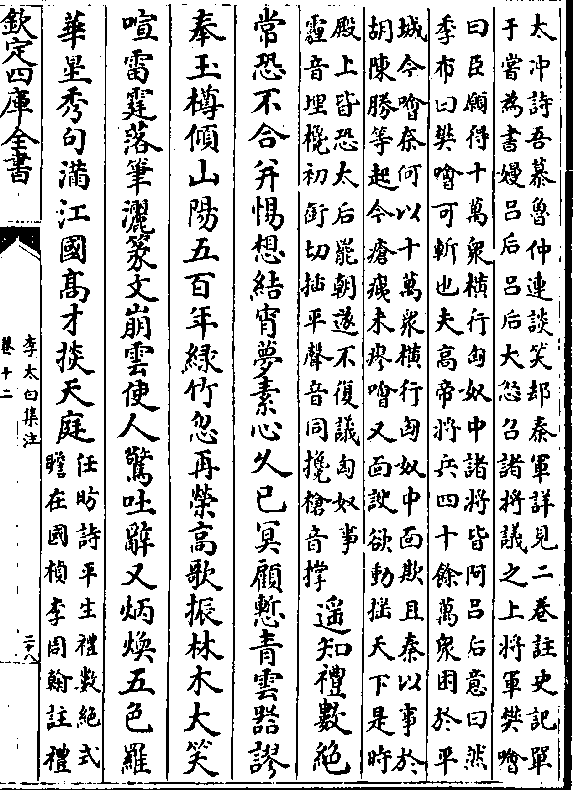 太冲詩吾慕魯仲連談笑却秦軍詳見二卷註史記單
于嘗為書嫚呂后呂后大怒召諸將議之上將軍樊噲
曰臣願得十萬衆橫行匈奴中諸將皆阿呂后意曰然
季布曰樊噲可斬也夫高帝將兵四十餘萬衆困於平
城今噲奈何以十萬衆橫行匈奴中面欺且秦以事於
胡陳勝等起今瘡痍未瘳噲又面諛欲動揺天下是時
殿上皆恐太后罷朝遂不復議匈奴事
霾音埋欃初銜切搶平聲音同攙槍音撑
遥知禮數絶
常恐不合并惕想結宵夢素心久已冥顧慙青雲器謬
奉玉樽傾山陽五百年緑竹忽再榮高歌振林木大笑
喧雷霆落筆灑篆文崩雲使人驚吐辭又炳煥五色羅
華星秀句滿江國髙才掞天庭
任昉詩平生禮數絶式
瞻在國楨李周翰註禮
欽定四庫全書
李太白集注
卷十二
二十八